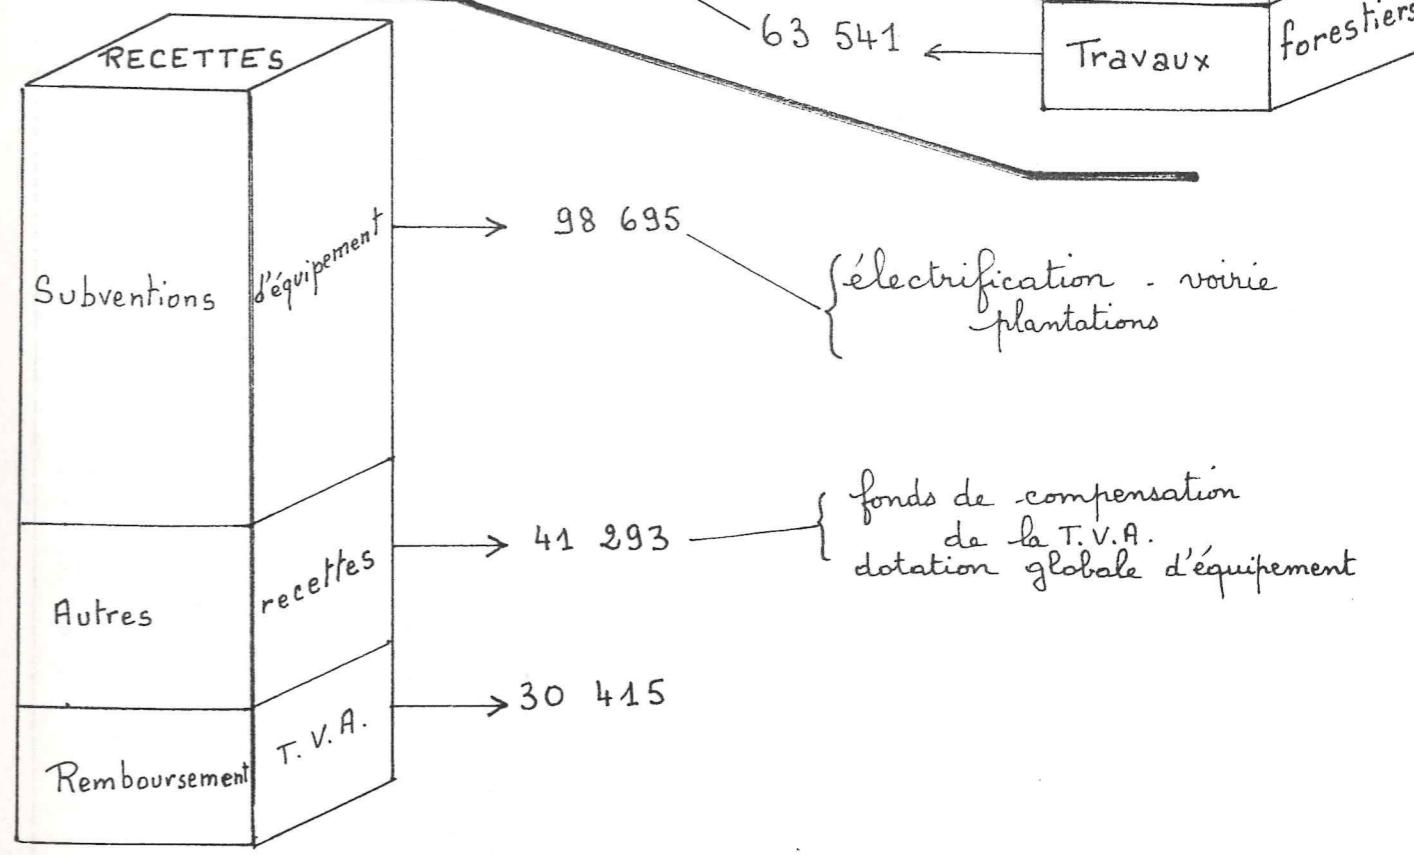 63 541
Travaux forestiers
RECETTES
Subventions d'équipement
98 695
électrification - voirie
plantations
Autres recettes
41 293
fonds de compensation
de la T.V.A.
dotation globale d'équipement
Remboursement T.V.A.
30 415